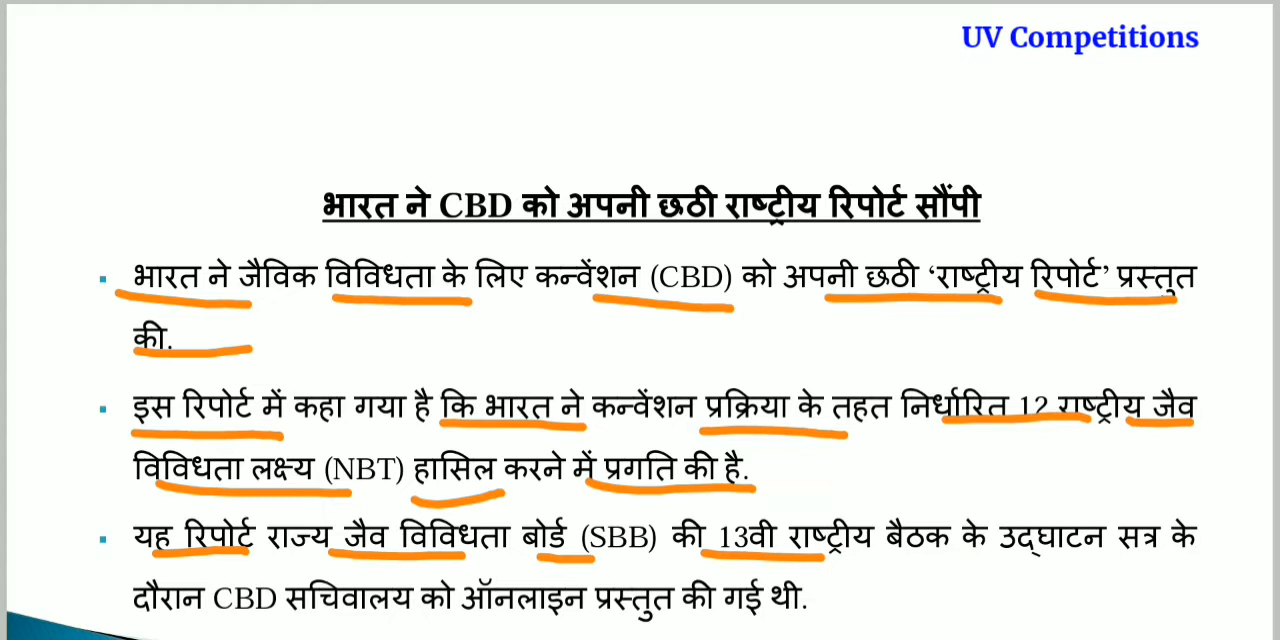 UV Competitions
भारत ने CBD को अपनी छठी राष्ट्रीय रिपोर्ट सौंपी
▪ भारत ने जैविक विविधता के लिए कन्वेंशन (CBD) को अपनी छठी ‘राष्ट्रीय रिपोर्ट’ प्रस्तुत
की.
▪ इस रिपोर्ट में कहा गया है कि भारत ने कन्वेंशन प्रक्रिया के तहत निर्धारित 12 राष्ट्रीय जैव
विविधता लक्ष्य (NBT) हासिल करने में प्रगति की है.
▪ यह रिपोर्ट राज्य जैव विविधता बोर्ड (SBB) की 13वी राष्ट्रीय बैठक के उद्घाटन सत्र के
दौरान CBD सचिवालय को ऑनलाइन प्रस्तुत की गई थी.